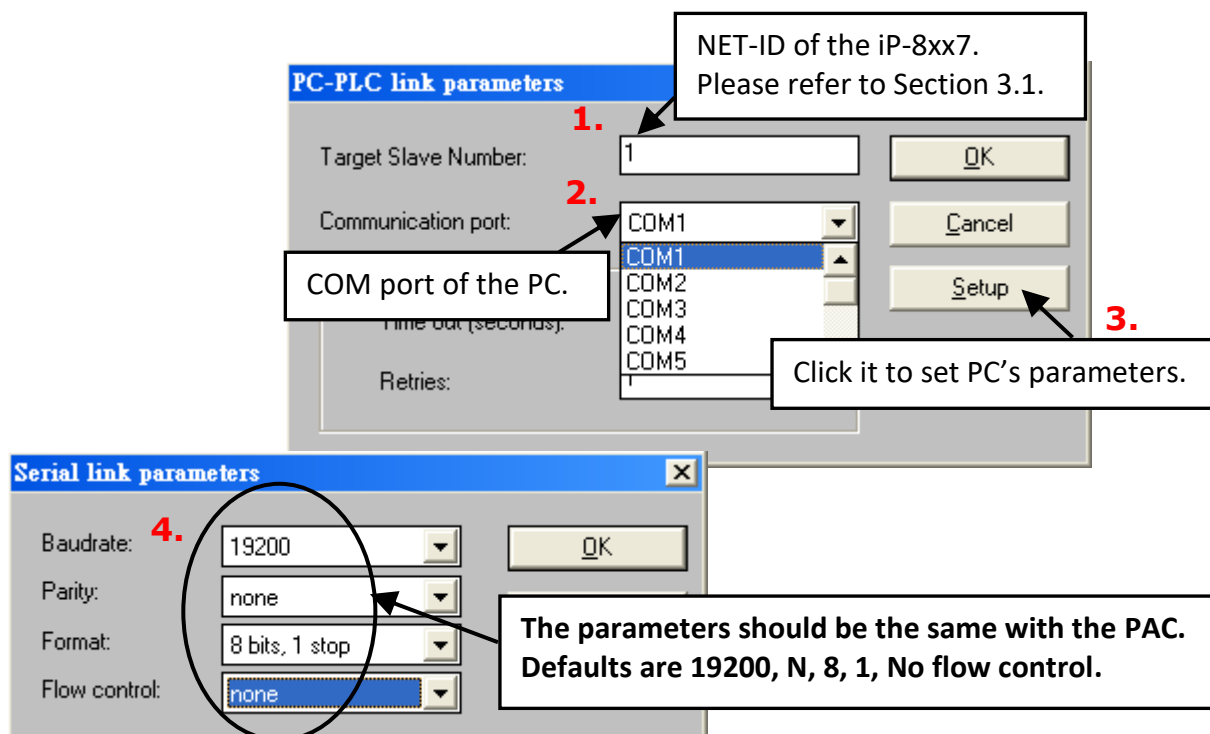 NET-ID of the iP-8xx7.
Please refer to Section 3.1.
PC-PLC link parameters
1.
Target Slave Number:
1
OK
2.
Communication port:
COM1
Cancel
COM1
COM2
COM3
COM4
COM5
COM port of the PC.
Setup
3.
Time out (seconds):
Click it to set PC’s parameters.
Retries:
Serial link parameters
4.
Baudrate:
19200
OK
Parity:
none
Format:
8 bits, 1 stop
Flow control:
none
The parameters should be the same with the PAC.
Defaults are 19200, N, 8, 1, No flow control.